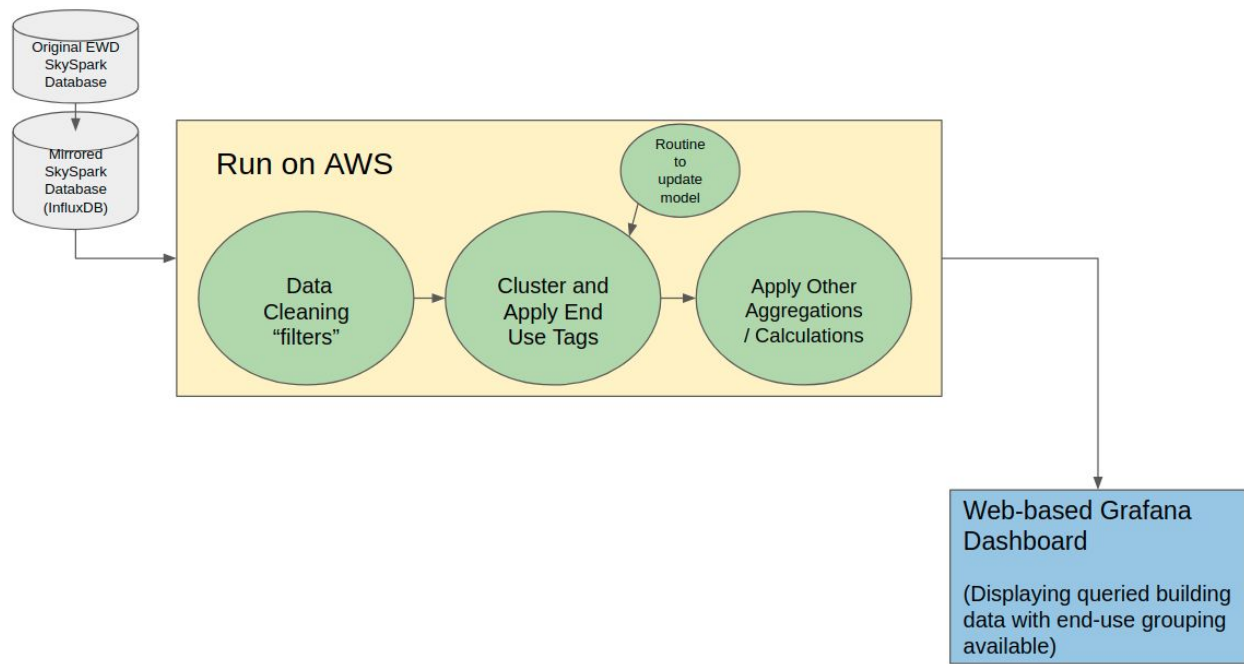 Original EWD
SkySpark
Database
Mirrored
SkySpark
Database
(InfluxDB)
Run on AWS
Routine
to
update
model
Data
Cleaning
“filters”
Cluster and
Apply End
Use Tags
Apply Other
Aggregations
/ Calculations
Web-based Grafana
Dashboard
(Displaying queried building
data with end-use grouping
available)